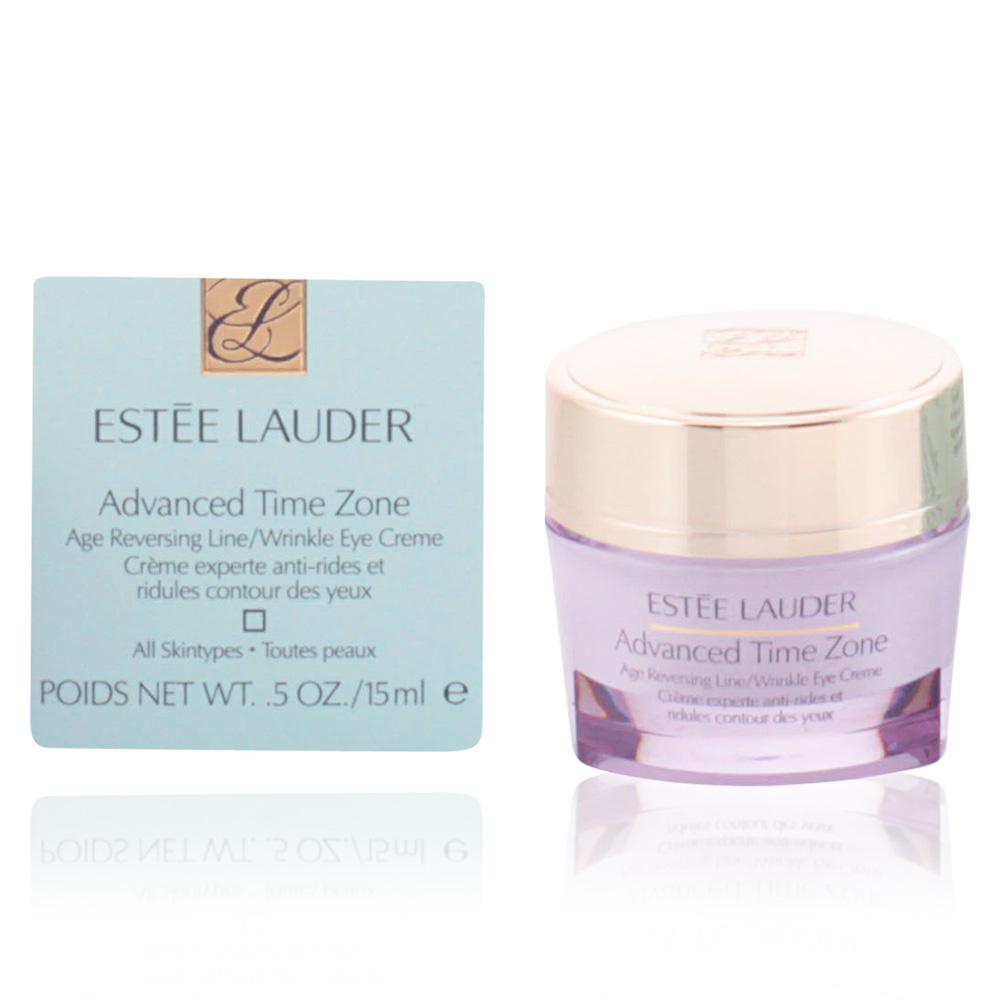 ESTĒE LAUDER
Advanced Time Zone
Age Reversing Line/Wrinkle Eye Creme
Crème experte anti-rides et
ridules contour des yeux
All Skintypes • Toutes peaux
POIDS NET WT. .5 OZ./15ml ℮
ESTĒE LAUDER
Advanced Time Zone
Age Reversing Line/Wrinkle Eye Creme
Crème experte anti-rides et
ridules contour des yeux